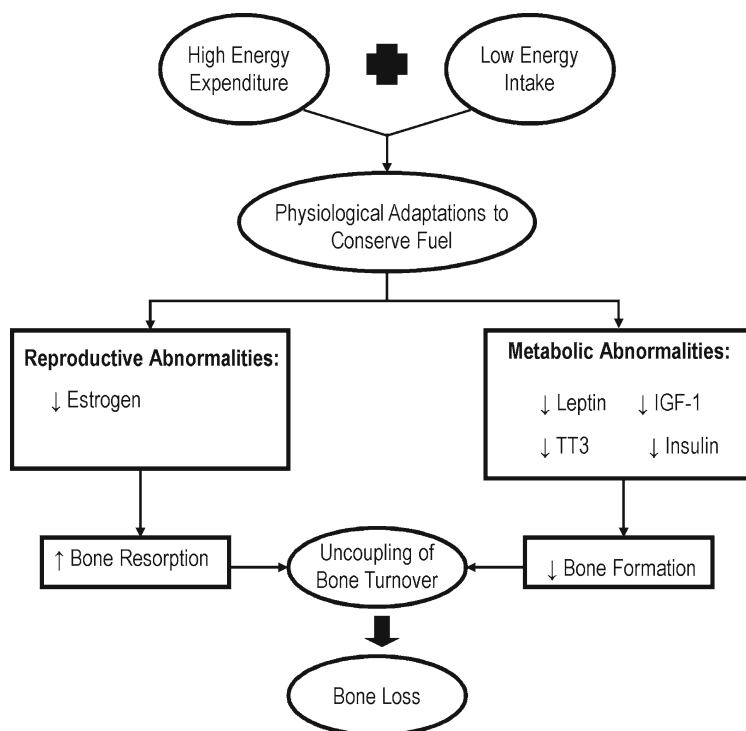 High Energy
Expenditure
Low Energy
Intake
Physiological Adaptations to
Conserve Fuel
Reproductive Abnormalities:
↓ Estrogen
Metabolic Abnormalities:
↓ Leptin ↓ IGF-1
↓ TT3 ↓ Insulin
↑ Bone Resorption
Uncoupling of
Bone Turnover
↓ Bone Formation
Bone Loss